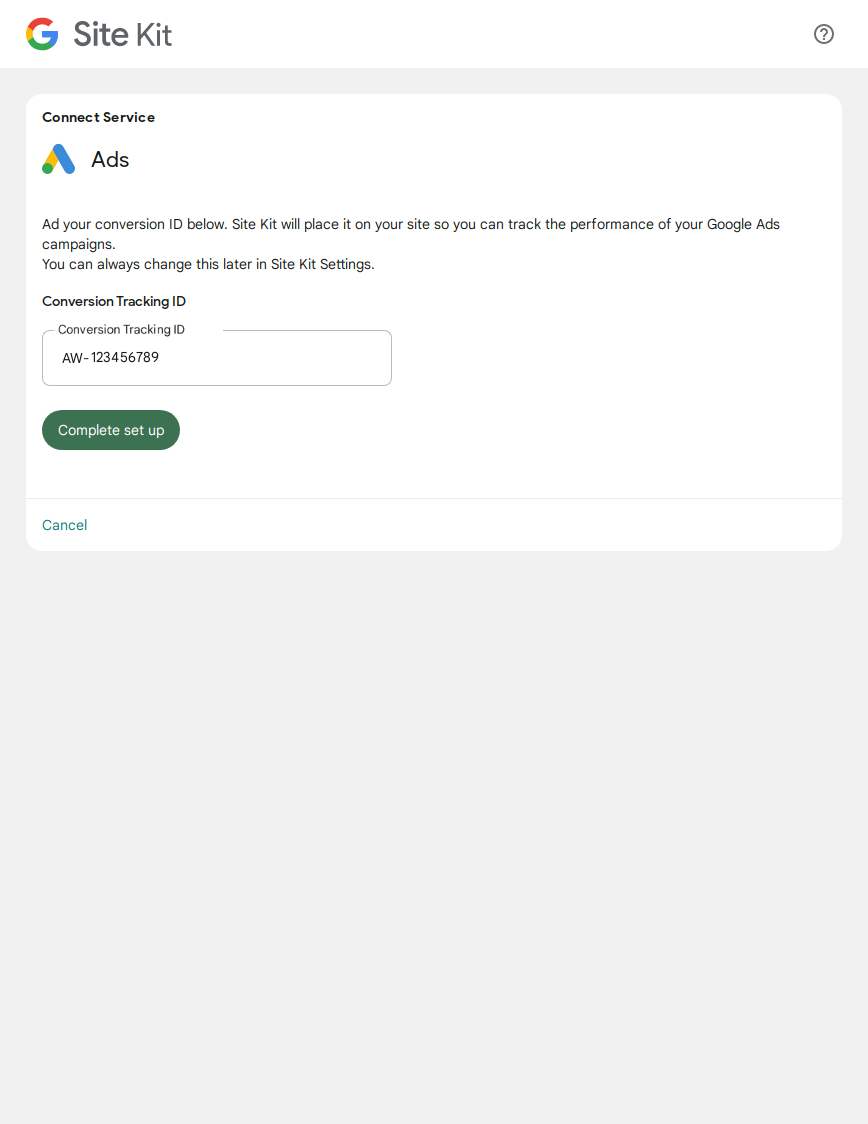 Site Kit
Connect Service
Ads
Ad your conversion ID below. Site Kit will place it on your site so you can track the performance of your Google Ads
campaigns.
You can always change this later in Site Kit Settings.
Conversion Tracking ID
Conversion Tracking ID
AW-123456789
Complete set up
Cancel